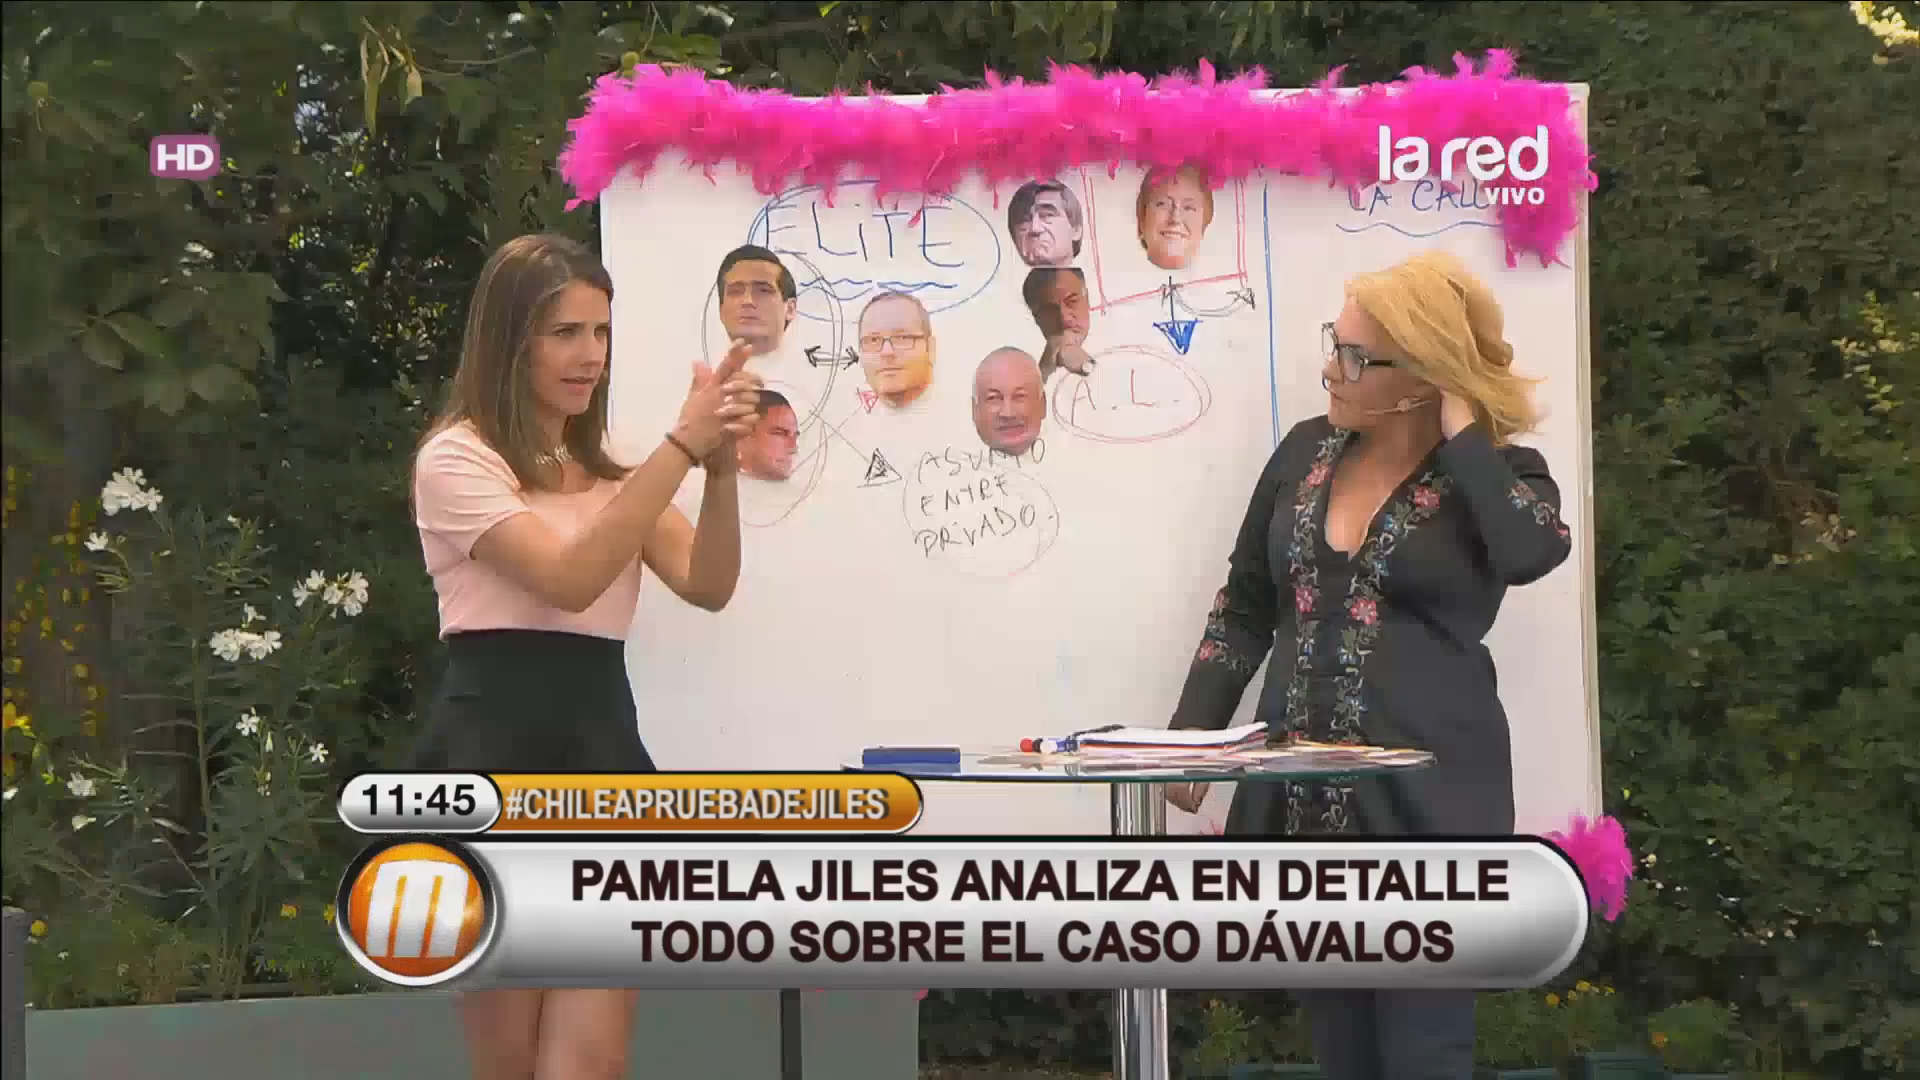 HD
la red
VIVO
LA CALL
ELiTE
A.L.
ASUNTO
ENTRE
PRiVADO.
11:45
#CHILEAPRUEBADEJILES
m
PAMELA JILES ANALIZA EN DETALLE
TODO SOBRE EL CASO DÁVALOS